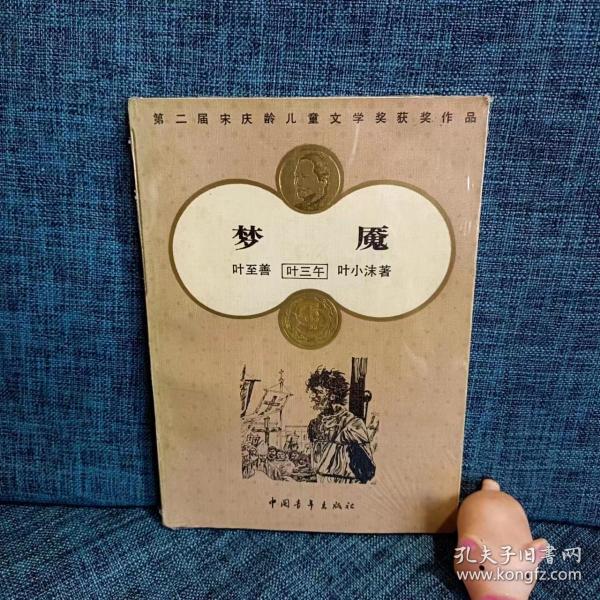 第二届宋庆龄儿童文学奖获奖作品
梦 魇
叶至善 叶三午 叶小沫著
中国青年出版社
孔夫子旧書网
www.kongfz.com